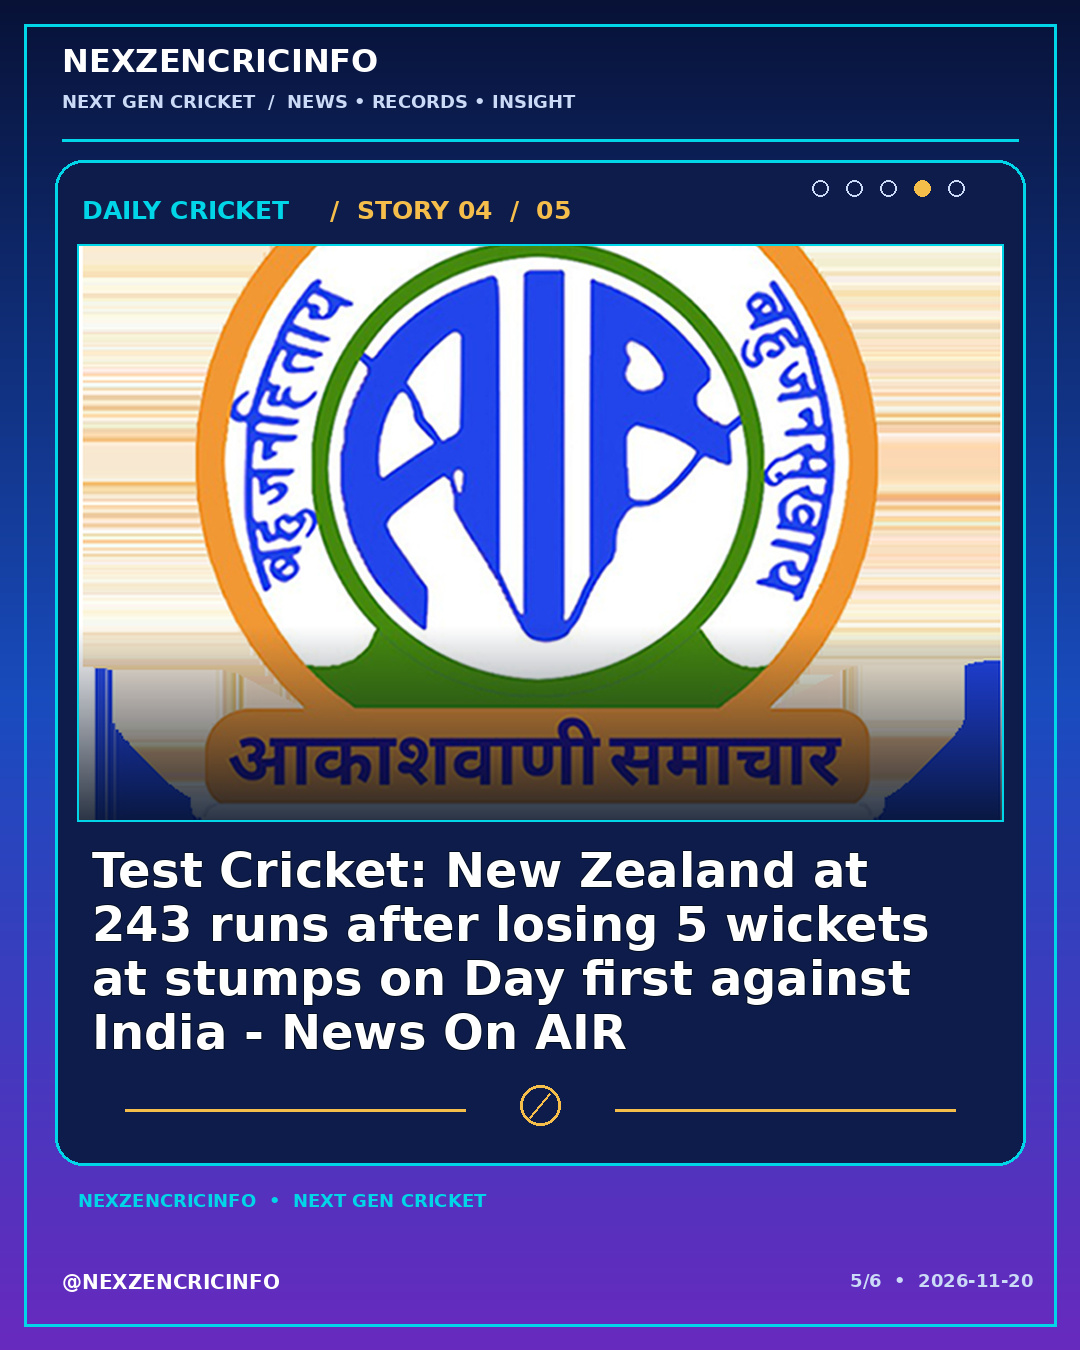 NEXZENCRICINFO
NEXT GEN CRICKET / NEWS • RECORDS • INSIGHT
DAILY CRICKET / STORY 04 / 05
बहुजनहिताय
बहुजनसुखाय
AIR
आकाशवाणी समाचार
Test Cricket: New Zealand at
243 runs after losing 5 wickets
at stumps on Day first against
India - News On AIR
NEXZENCRICINFO • NEXT GEN CRICKET
@NEXZENCRICINFO
5/6 • 2026-11-20